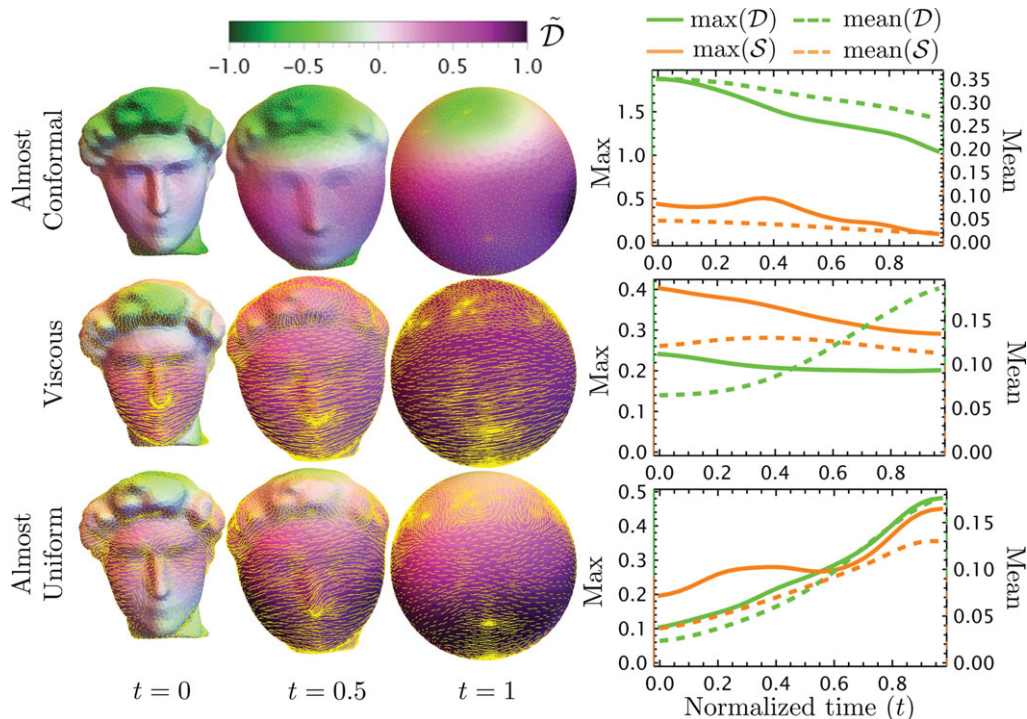 D̃
-1.0 -0.5 0. 0.5 1.0
max(𝒟) mean(𝒟)
max(𝒮) mean(𝒮)
Almost
Conformal
Viscous
Almost
Uniform
t = 0 t = 0.5 t = 1
Max
1.5
1.0
0.5
0.0
0.35
0.30
0.25
0.20
0.15
0.10
0.05
0.00
Mean
0.0 0.2 0.4 0.6 0.8
Max
0.4
0.3
0.2
0.1
0.0
0.15
0.10
0.05
0.00
Mean
0.0 0.2 0.4 0.6 0.8
Max
0.5
0.4
0.3
0.2
0.1
0.0
0.15
0.10
0.05
0.00
Mean
0.0 0.2 0.4 0.6 0.8
Normalized time (t)